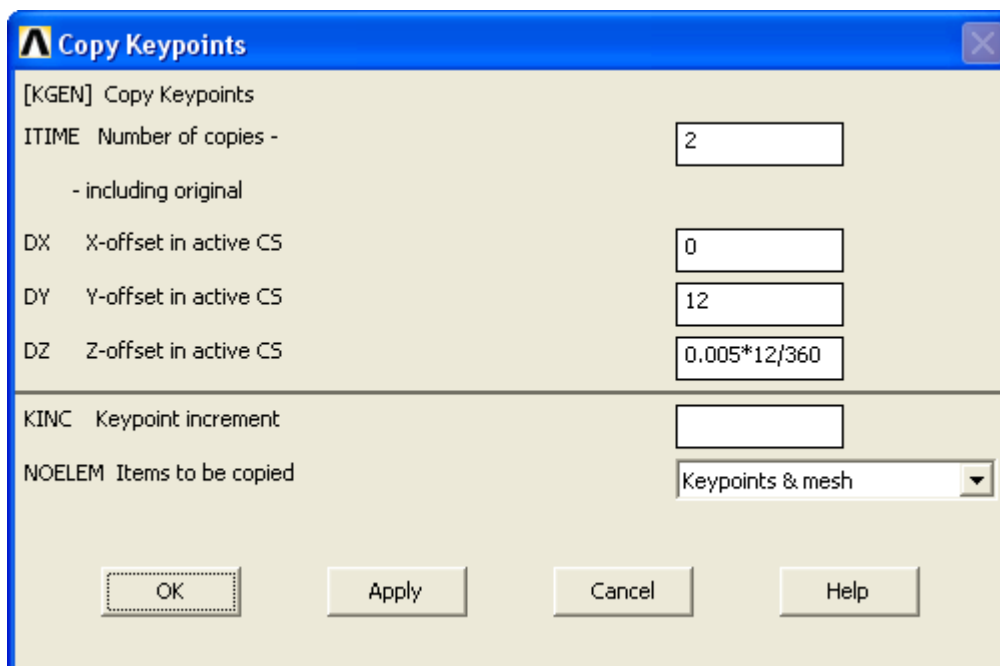 Copy Keypoints
[KGEN] Copy Keypoints
ITIME Number of copies - 2
- including original
DX X-offset in active CS 0
DY Y-offset in active CS 12
DZ Z-offset in active CS 0.005*12/360
KINC Keypoint increment
NOELEM Items to be copied Keypoints & mesh
OK Apply Cancel Help